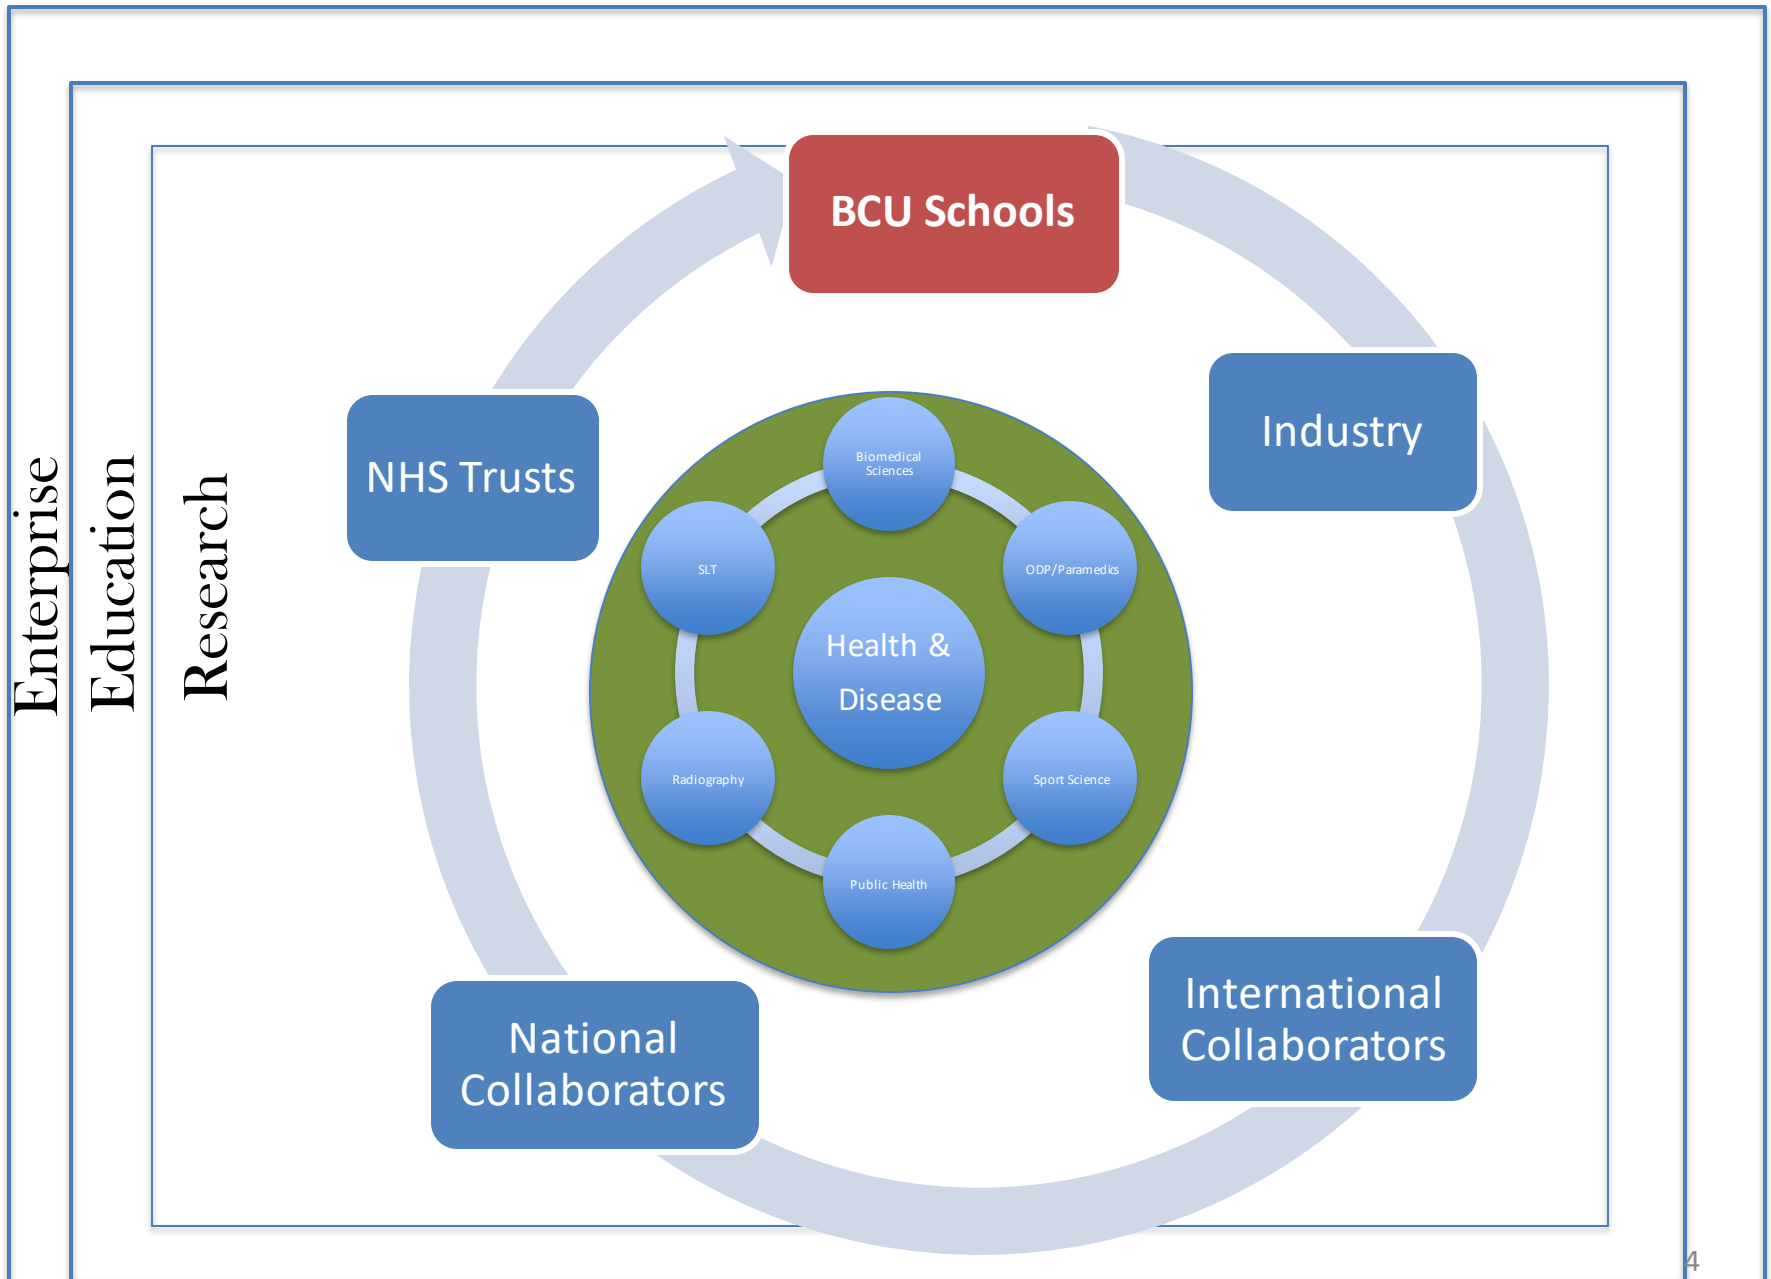 Enterprise
Education
Research
BCU Schools
Industry
International
Collaborators
National
Collaborators
NHS Trusts
Biomedical
Sciences
ODP/Paramedics
Sport Science
Public Health
Radiography
SLT
Health &
Disease
4